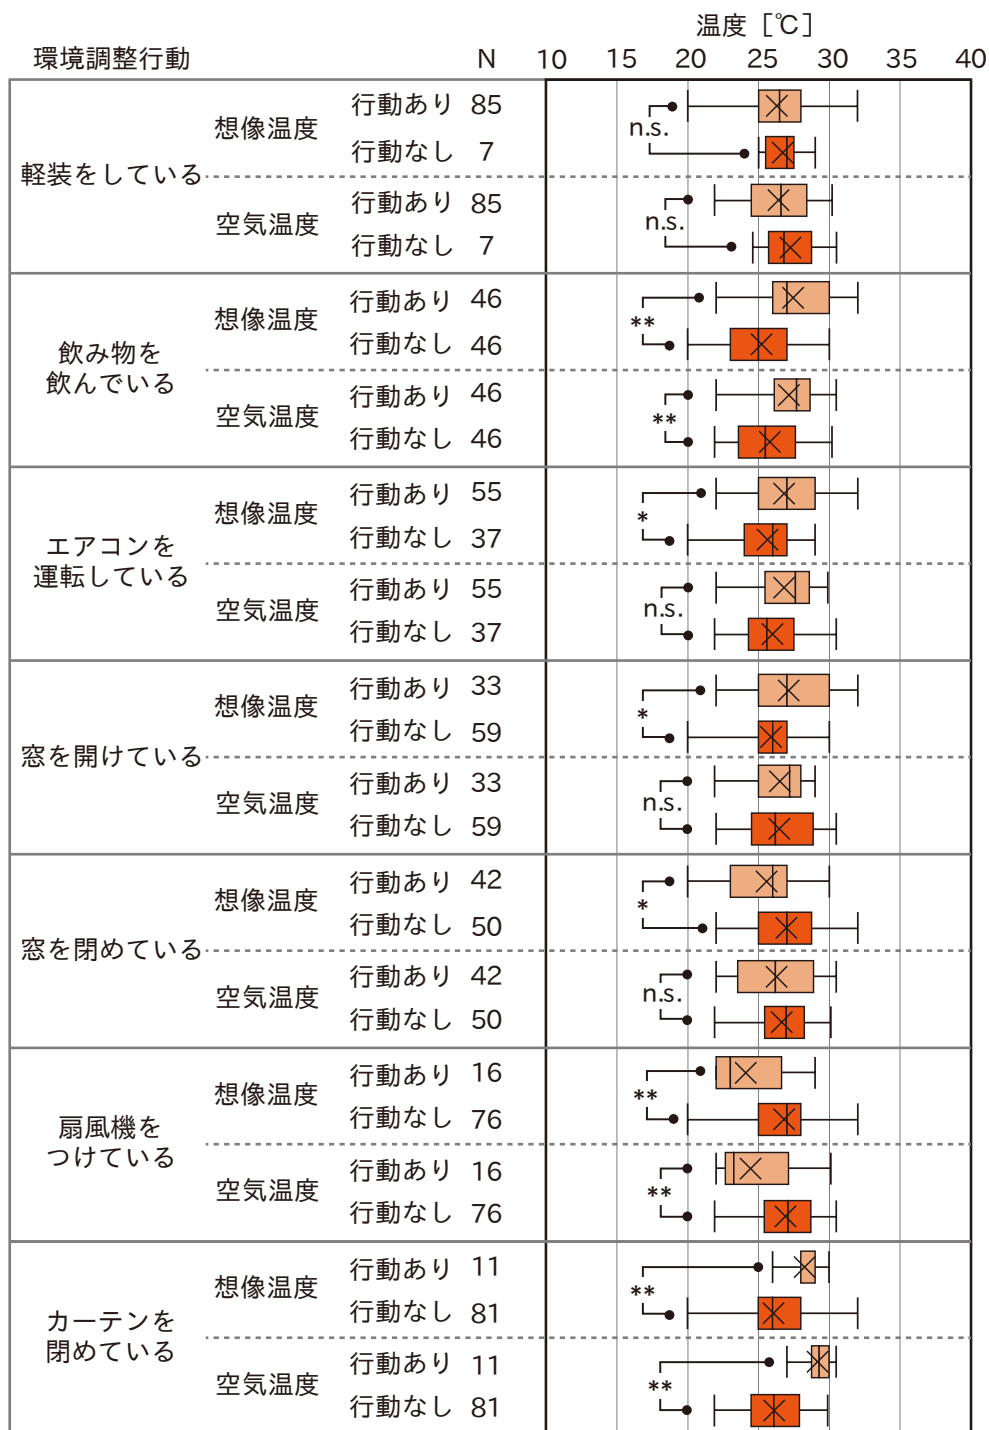 温度［℃］
環境調整行動 N 10 15 20 25 30 35 40
軽装をしている
想像温度
行動あり 85
n.s.
行動なし 7
空気温度
行動あり 85
n.s.
行動なし 7
飲み物を
飲んでいる
想像温度
行動あり 46
**
行動なし 46
空気温度
行動あり 46
**
行動なし 46
エアコンを
運転している
想像温度
行動あり 55
*
行動なし 37
空気温度
行動あり 55
n.s.
行動なし 37
窓を開けている
想像温度
行動あり 33
*
行動なし 59
空気温度
行動あり 33
n.s.
行動なし 59
窓を閉めている
想像温度
行動あり 42
*
行動なし 50
空気温度
行動あり 42
n.s.
行動なし 50
扇風機を
つけている
想像温度
行動あり 16
**
行動なし 76
空気温度
行動あり 16
**
行動なし 76
カーテンを
閉めている
想像温度
行動あり 11
**
行動なし 81
空気温度
行動あり 11
**
行動なし 81